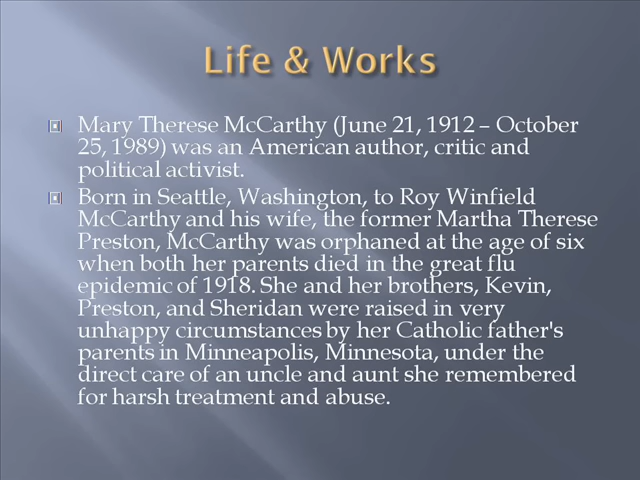 Life & Works
Mary Therese McCarthy (June 21, 1912 – October
25, 1989) was an American author, critic and
political activist.
Born in Seattle, Washington, to Roy Winfield
McCarthy and his wife, the former Martha Therese
Preston, McCarthy was orphaned at the age of six
when both her parents died in the great flu
epidemic of 1918. She and her brothers, Kevin,
Preston, and Sheridan were raised in very
unhappy circumstances by her Catholic father's
parents in Minneapolis, Minnesota, under the
direct care of an uncle and aunt she remembered
for harsh treatment and abuse.